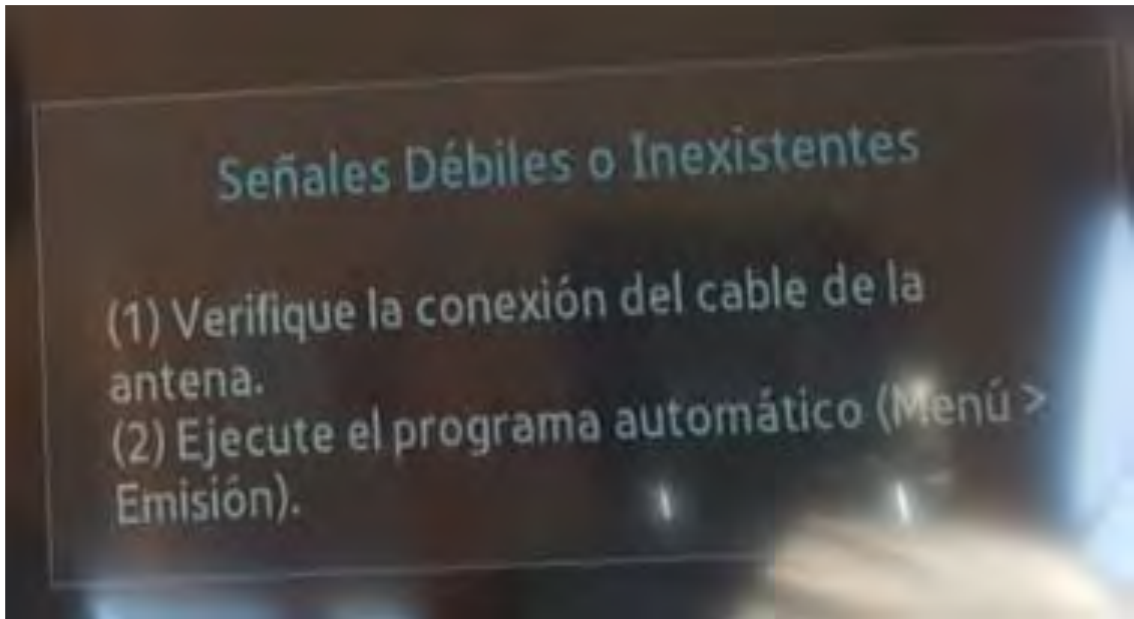 Señales Débiles o Inexistentes
(1) Verifique la conexión del cable de la
antena.
(2) Ejecute el programa automático (Menú >
Emisión).